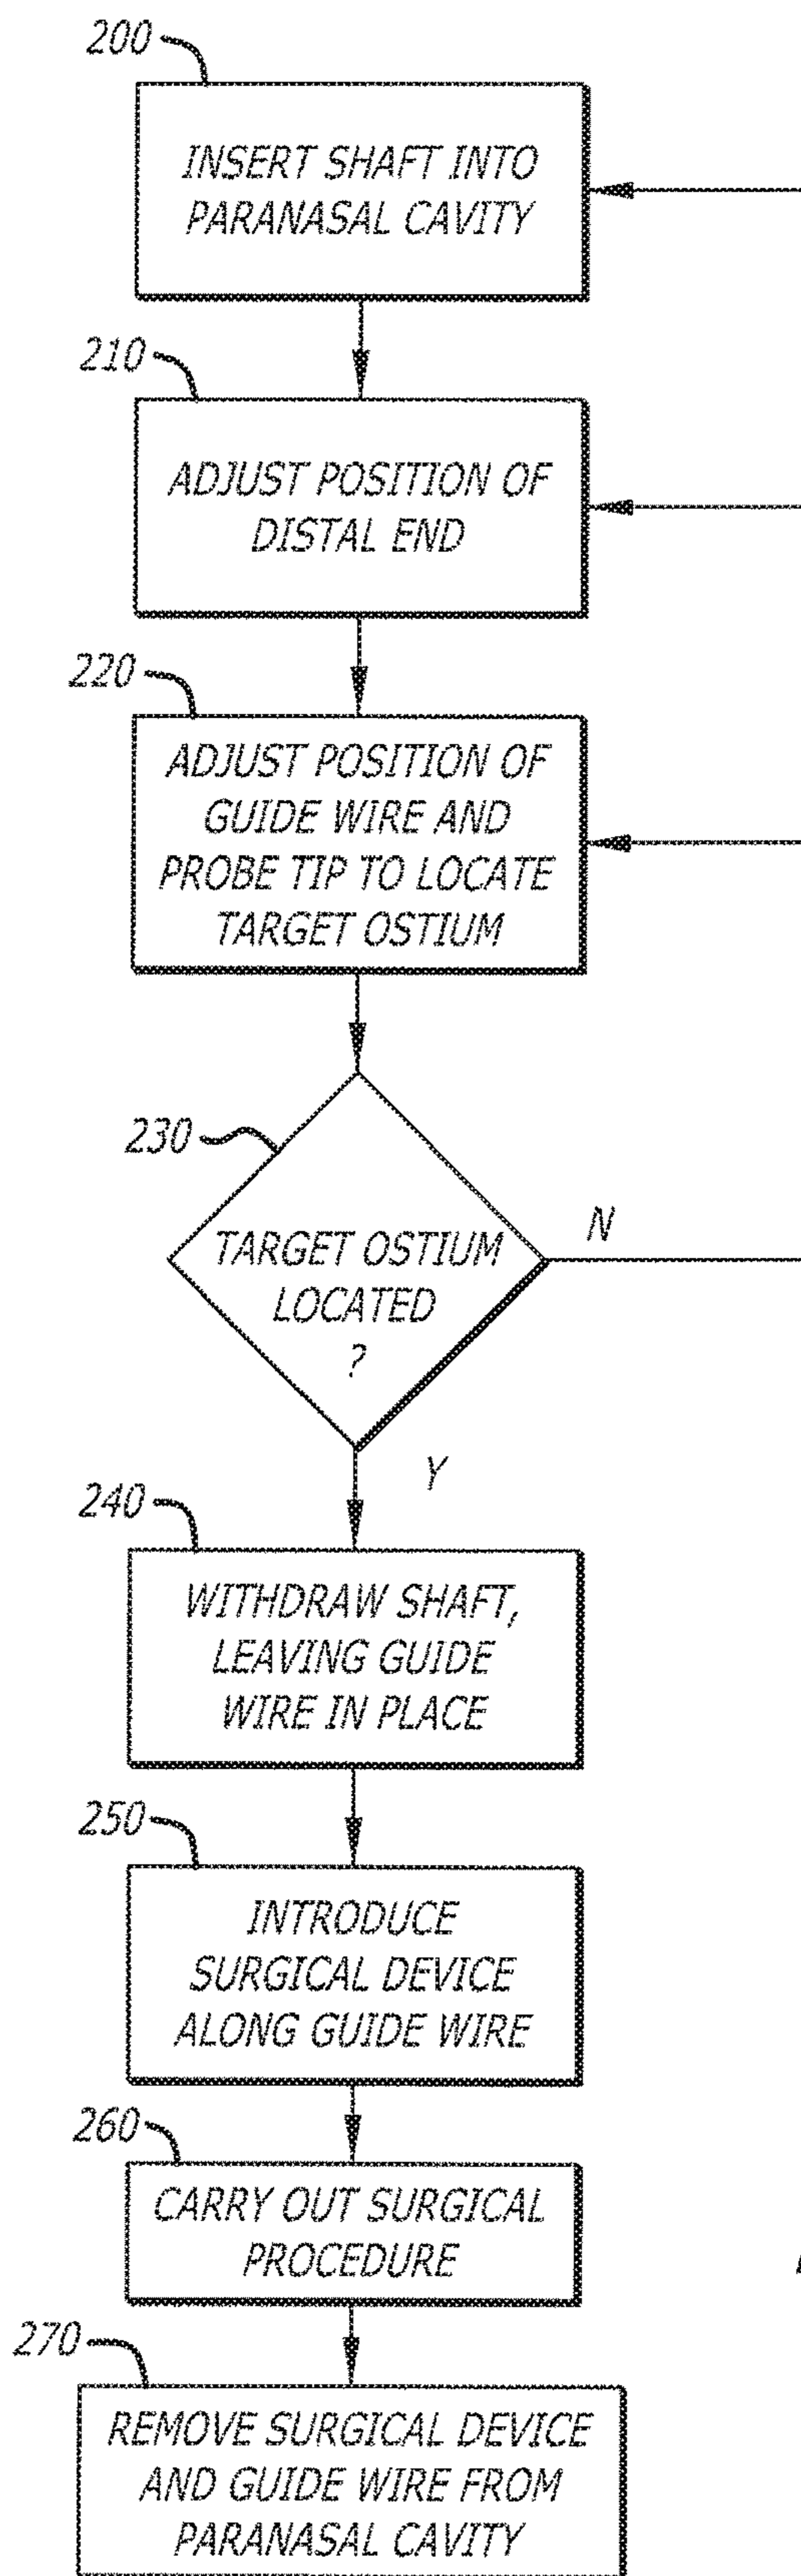 200
INSERT SHAFT INTO
PARANASAL CAVITY
210
ADJUST POSITION OF
DISTAL END
220
ADJUST POSITION OF
GUIDE WIRE AND
PROBE TIP TO LOCATE
TARGET OSTIUM
230
TARGET OSTIUM
LOCATED
?
N
Y
240
WITHDRAW SHAFT,
LEAVING GUIDE
WIRE IN PLACE
250
INTRODUCE
SURGICAL DEVICE
ALONG GUIDE WIRE
260
CARRY OUT SURGICAL
PROCEDURE
270
REMOVE SURGICAL DEVICE
AND GUIDE WIRE FROM
PARANASAL CAVITY